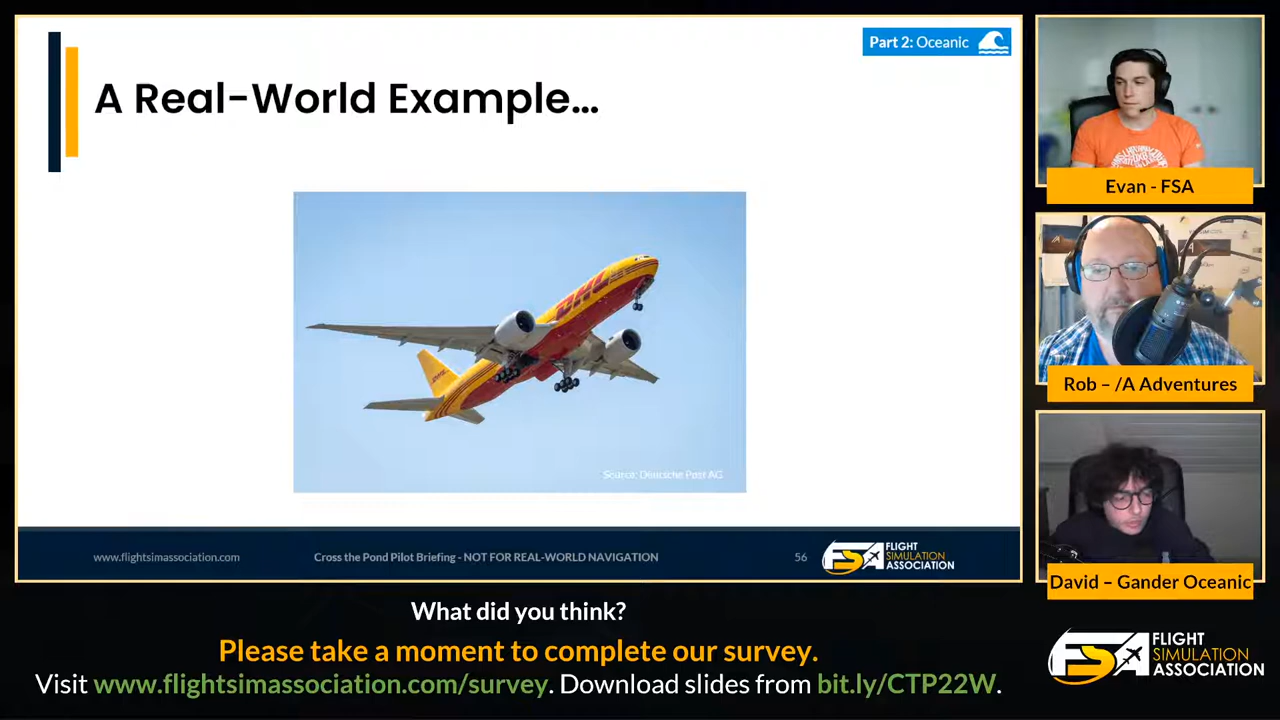 Part 2: Oceanic
A Real-World Example...
DHL
Source: Deutsche Post AG
www.flightsimassociation.com
Cross the Pond Pilot Briefing - NOT FOR REAL-WORLD NAVIGATION
56
FSA FLIGHT
SIMULATION
ASSOCIATION
Evan - FSA
Rob – /A Adventures
David – Gander Oceanic
What did you think?
Please take a moment to complete our survey.
Visit www.flightsimassociation.com/survey. Download slides from bit.ly/CTP22W.
FSA FLIGHT
SIMULATION
ASSOCIATION